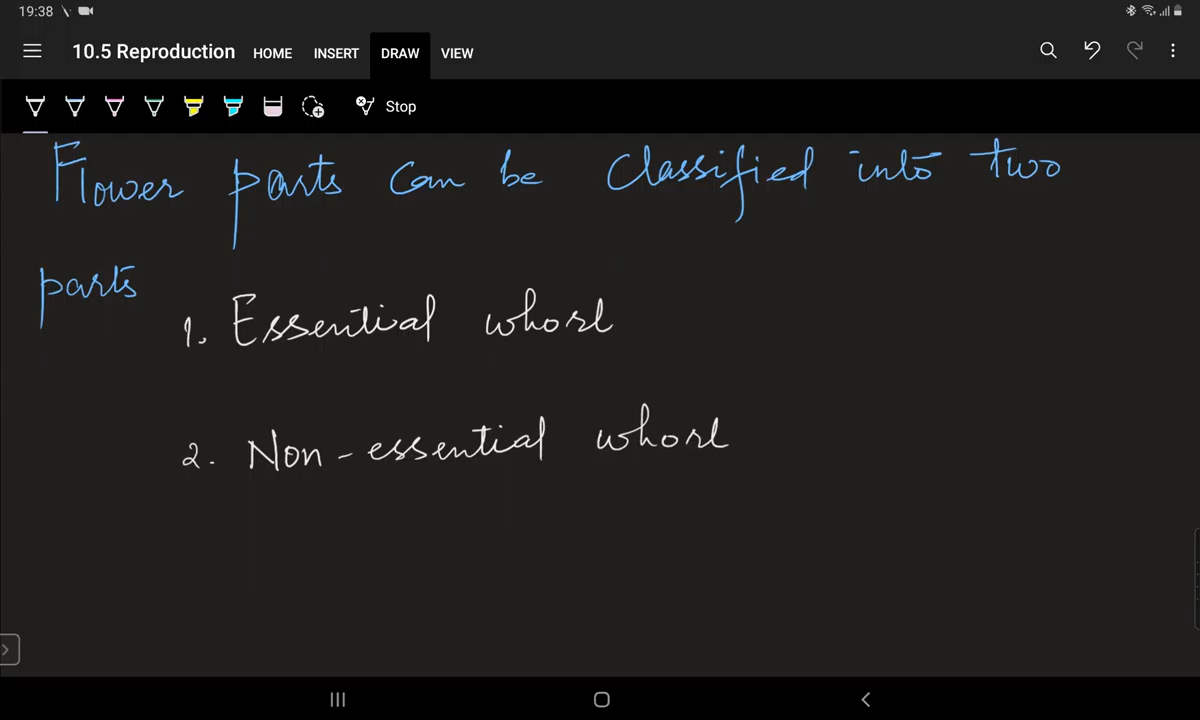 19:38
10.5 Reproduction HOME INSERT DRAW VIEW
Stop
Flower parts can be classified into two
parts
1. Essential whorl
2. Non-essential whorl